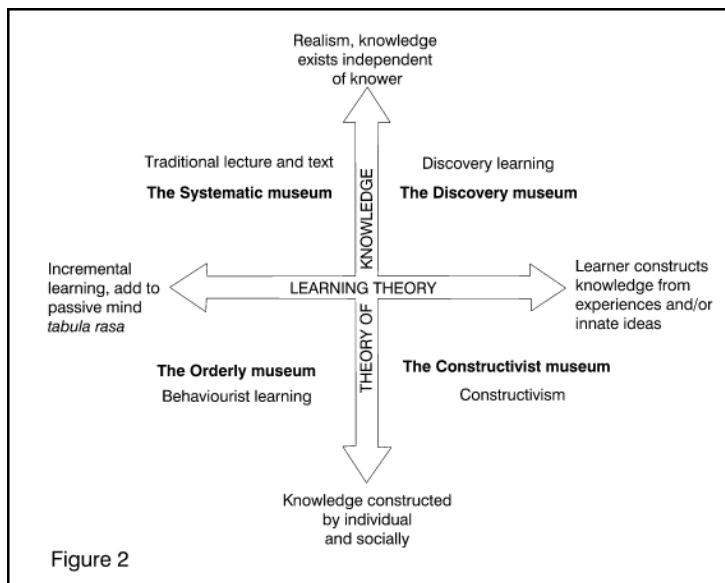 Realism, knowledge
exists independent
of knower
Traditional lecture and text
The Systematic museum
Discovery learning
The Discovery museum
THEORY OF KNOWLEDGE
Incremental
learning, add to
passive mind
tabula rasa
LEARNING THEORY
Learner constructs
knowledge from
experiences and/or
innate ideas
The Orderly museum
Behaviourist learning
The Constructivist museum
Constructivism
Knowledge constructed
by individual
and socially
Figure 2